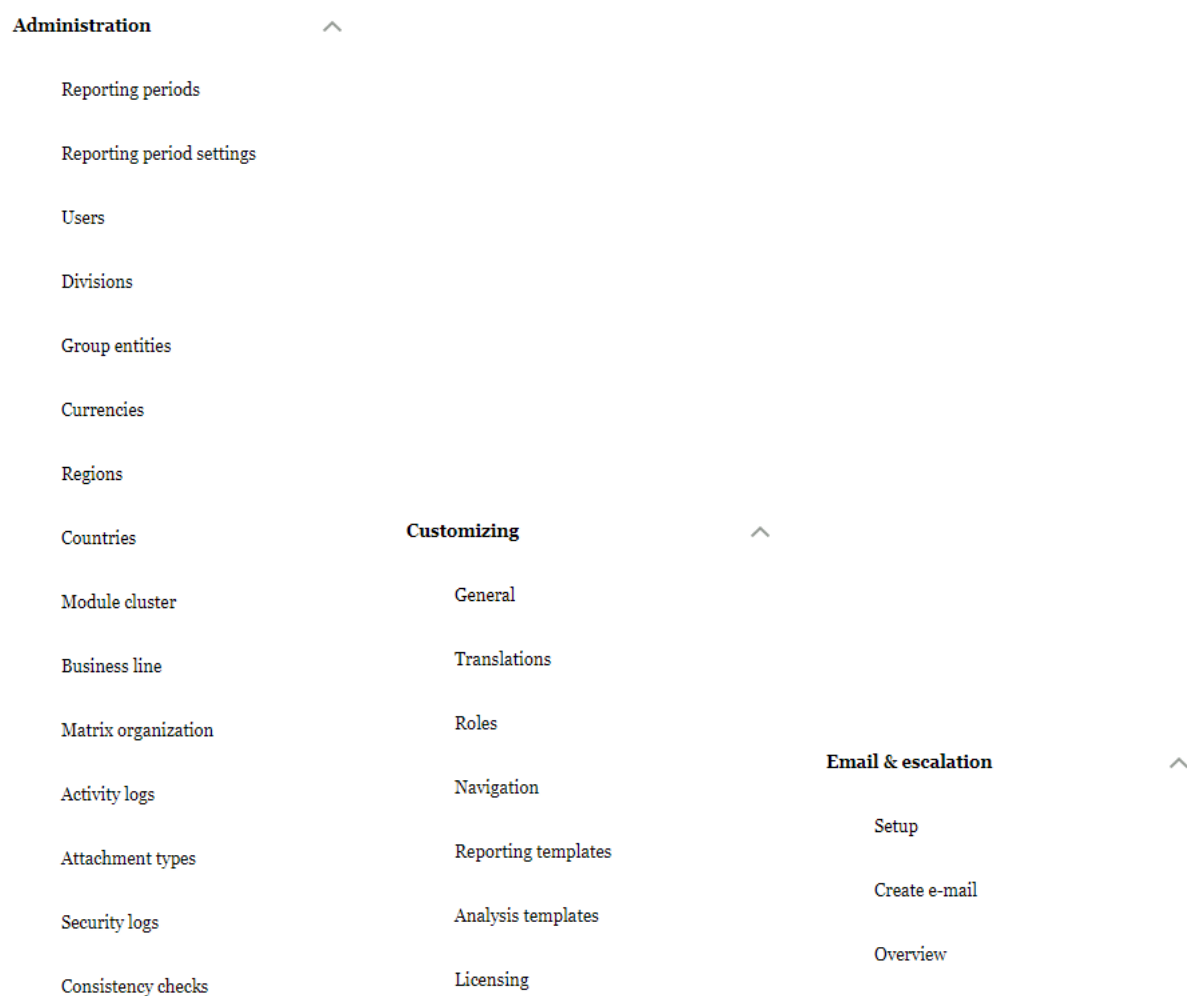 Administration
Reporting periods
Reporting period settings
Users
Divisions
Group entities
Currencies
Regions
Countries
Module cluster
Business line
Matrix organization
Activity logs
Attachment types
Security logs
Consistency checks
Customizing
General
Translations
Roles
Navigation
Reporting templates
Analysis templates
Licensing
Email & escalation
Setup
Create e-mail
Overview